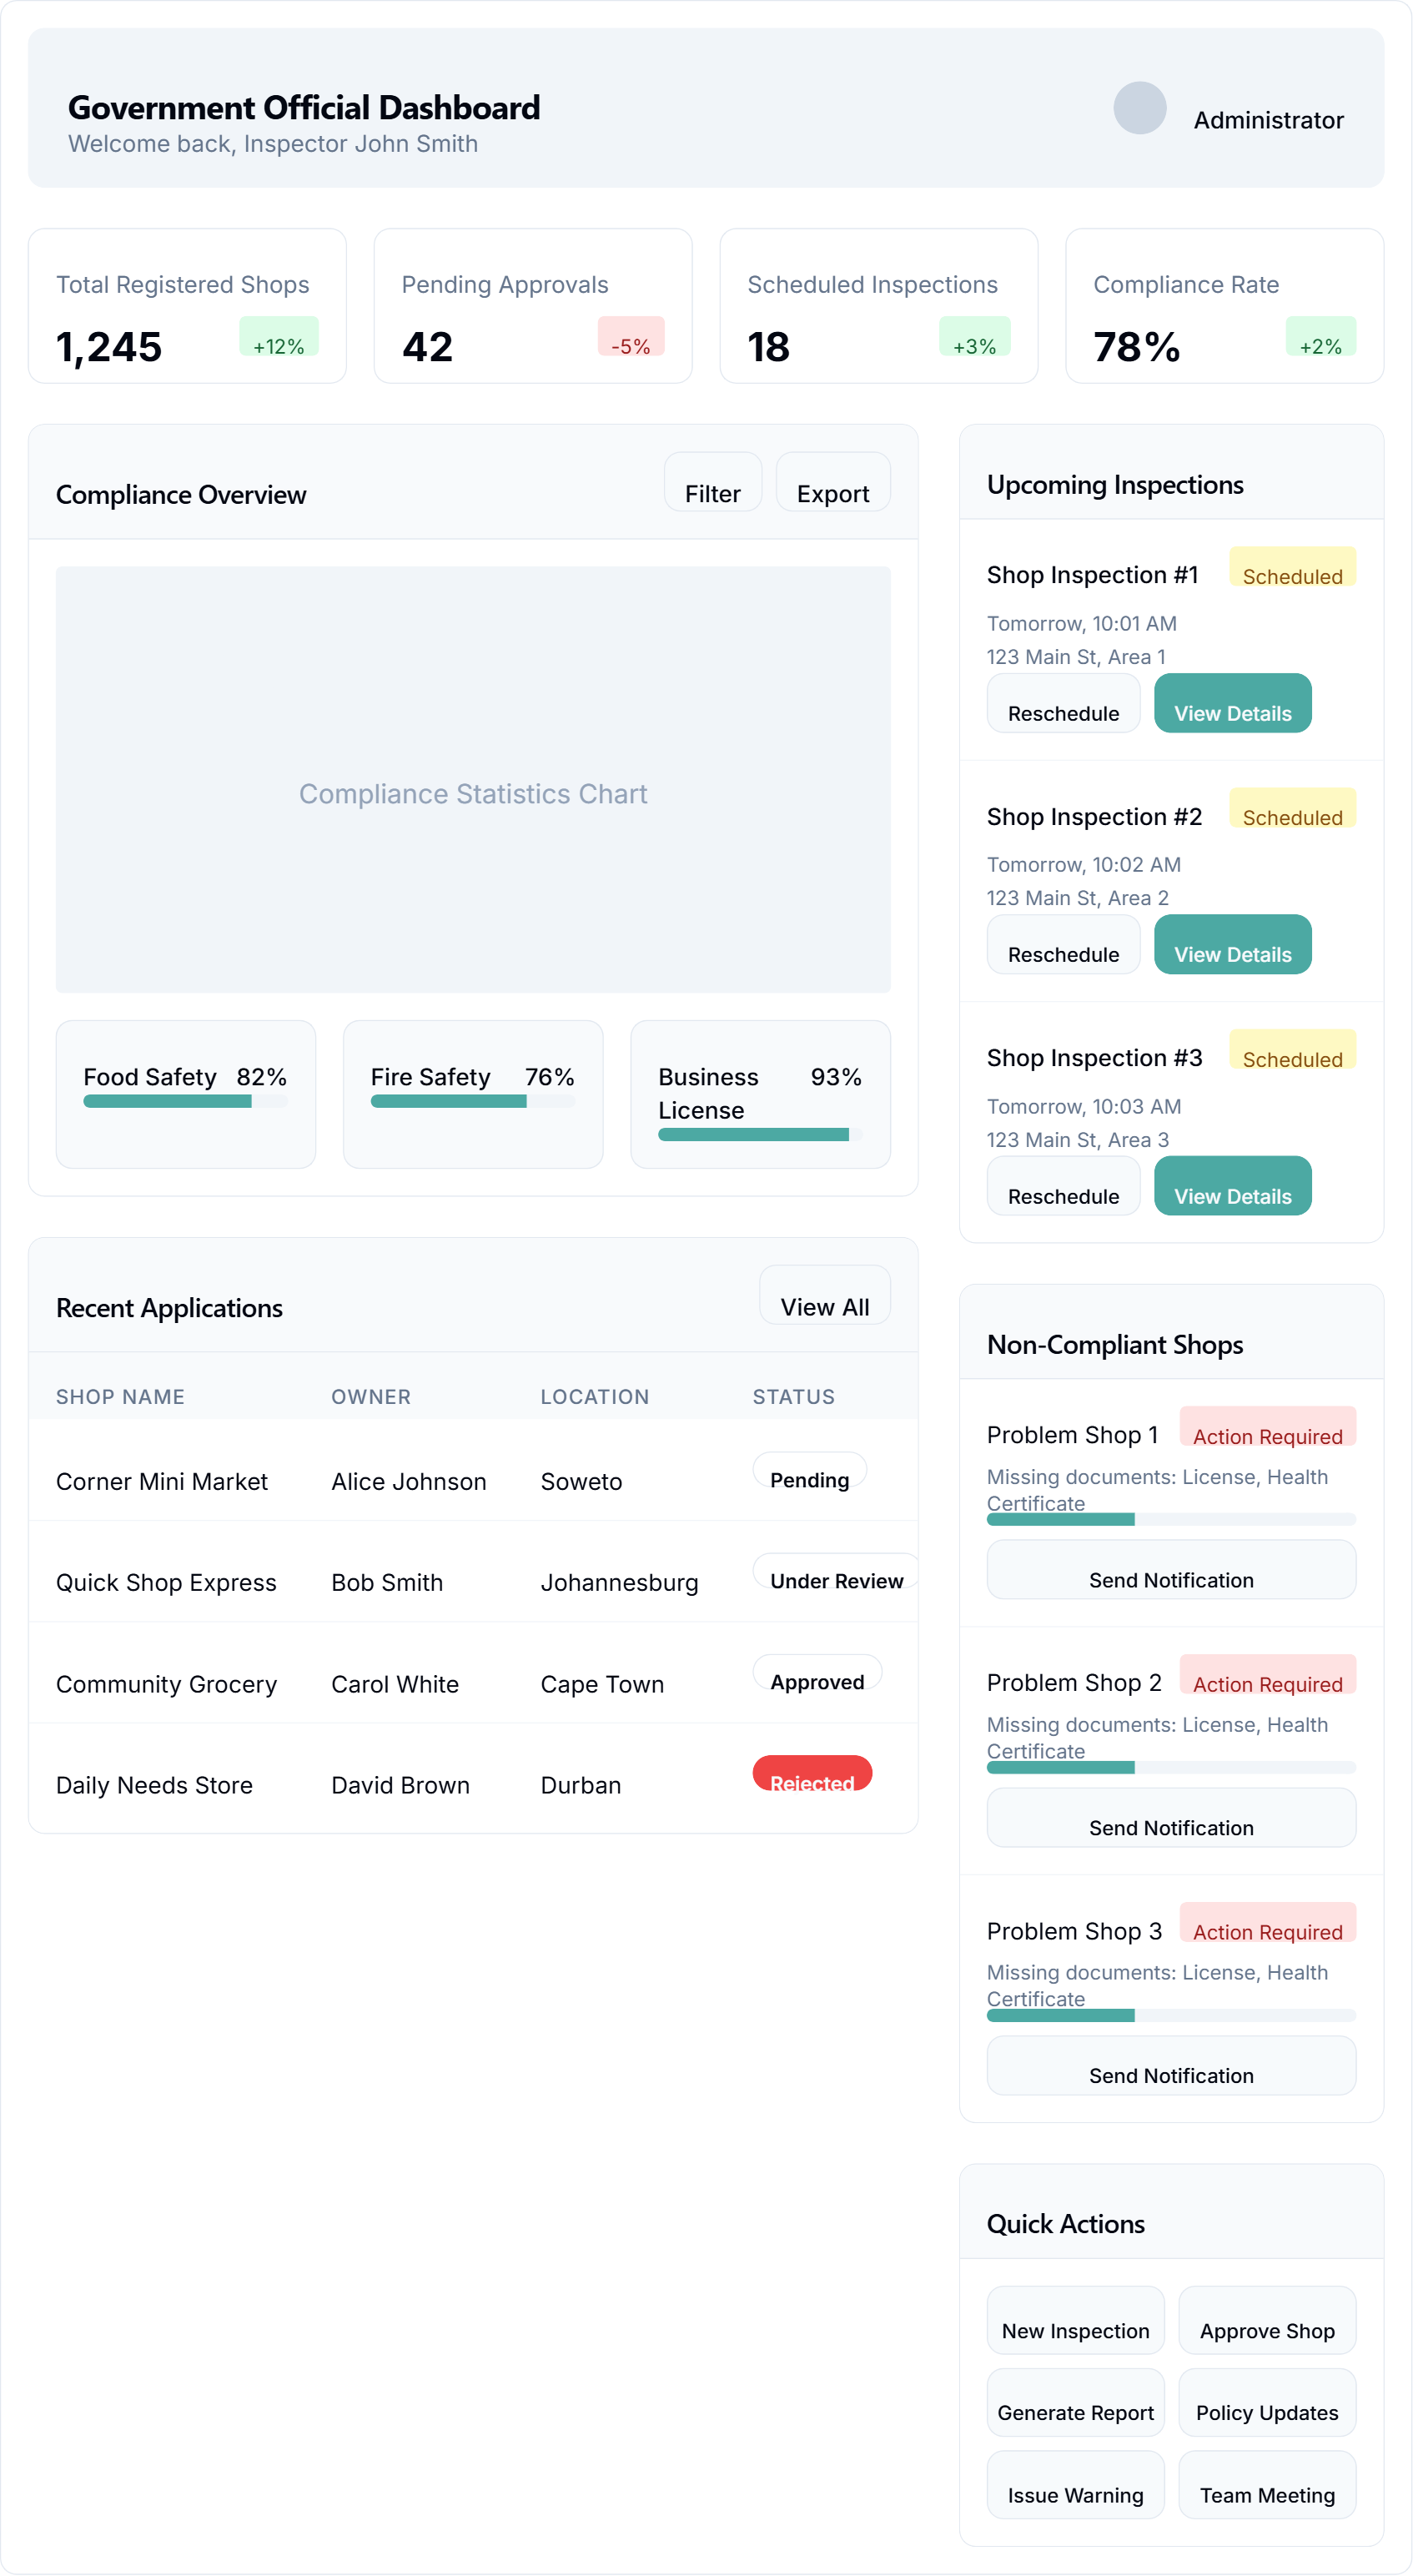 Government Official Dashboard
Welcome back, Inspector John Smith
Administrator
Total Registered Shops
1,245
+12%
Pending Approvals
42
-5%
Scheduled Inspections
18
+3%
Compliance Rate
78%
+2%
Compliance Overview
Filter
Export
Compliance Statistics Chart
Food Safety 82%
Fire Safety 76%
Business 93%
License
Recent Applications
View All
SHOP NAME OWNER LOCATION STATUS
Corner Mini Market Alice Johnson Soweto Pending
Quick Shop Express Bob Smith Johannesburg Under Review
Community Grocery Carol White Cape Town Approved
Daily Needs Store David Brown Durban Rejected
Upcoming Inspections
Shop Inspection #1 Scheduled
Tomorrow, 10:01 AM
123 Main St, Area 1
Reschedule View Details
Shop Inspection #2 Scheduled
Tomorrow, 10:02 AM
123 Main St, Area 2
Reschedule View Details
Shop Inspection #3 Scheduled
Tomorrow, 10:03 AM
123 Main St, Area 3
Reschedule View Details
Non-Compliant Shops
Problem Shop 1 Action Required
Missing documents: License, Health
Certificate
Send Notification
Problem Shop 2 Action Required
Missing documents: License, Health
Certificate
Send Notification
Problem Shop 3 Action Required
Missing documents: License, Health
Certificate
Send Notification
Quick Actions
New Inspection Approve Shop
Generate Report Policy Updates
Issue Warning Team Meeting